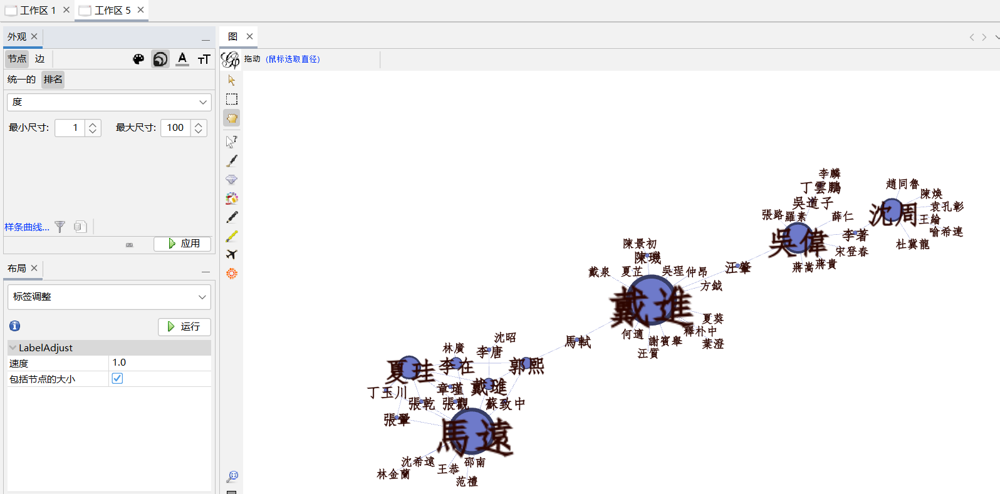 工作区 1
工作区 5
外观
节点 边
统一的 排名
度
最小尺寸: 1 最大尺寸: 100
样条曲线...
应用
布局
标签调整
运行
LabelAdjust
速度 1.0
包括节点的大小
图
拖动 (鼠标选取直径)
李麟
丁雲鵬
吳道子
張路
羅素
薛仁
吳偉
李著
宋登春
蔣嵩
蔣貴
趙同魯
陳煥
袁孔彰
沈周
王綸
喻希連
杜冀龍
汪肇
陳景初
陳璣
戴泉
夏芷
吳珵
仲昂
方鉞
戴進
夏葵
釋朴中
何適
謝賓舉
葉澄
汪質
馬軾
沈昭
林廣
李唐
夏珪
李在
郭熙
丁玉川
章瑾
戴琎
張乾
張觀
蘇致中
張翬
馬遠
沈希遠
林金蘭
王恭
邵南
范禮